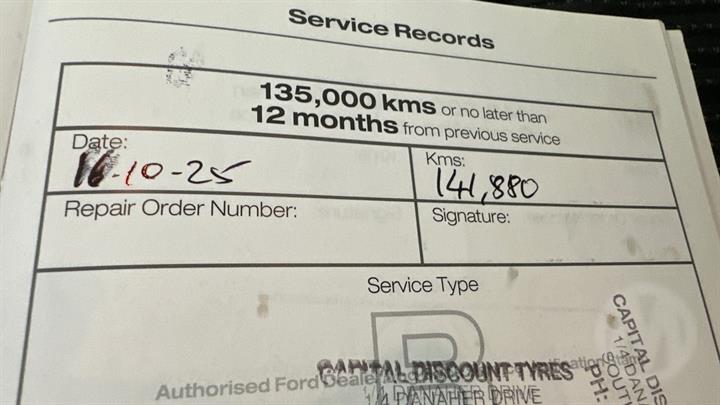 Service Records
135,000 kms or no later than
12 months from previous service
Date:
-10-25
Kms:
141,880
Repair Order Number:
Signature:
Service Type
Authorised Ford Dealer
CAPITAL DISCOUNT TYRES
DRIVE
CAPITAL DIS
PH: